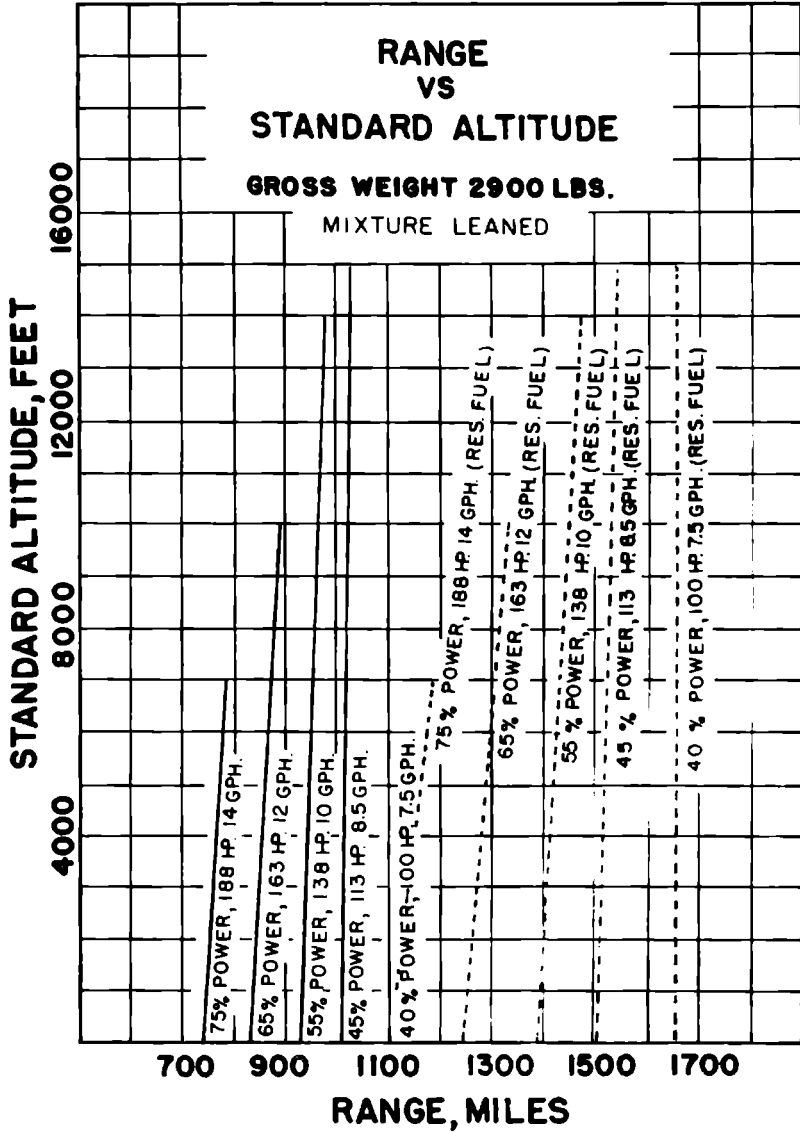 RANGE
VS
STANDARD ALTITUDE
GROSS WEIGHT 2900 LBS.
MIXTURE LEANED
STANDARD ALTITUDE, FEET
16000
12000
8000
4000
75% POWER, 188 HP. 14 GPH.
65% POWER, 163 HP. 12 GPH.
55% POWER, 138 HP. 10 GPH.
45% POWER, 113 HP. 8.5 GPH.
40% POWER, 100 HP. 7.5 GPH.
75% POWER, 188 HP. 14 GPH. (RES. FUEL)
65% POWER, 163 HP. 12 GPH. (RES. FUEL)
55% POWER, 138 HP. 10 GPH. (RES. FUEL)
45% POWER, 113 HP. 8.5 GPH. (RES. FUEL)
40% POWER, 100 HP. 7.5 GPH. (RES. FUEL)
700 900 1100 1300 1500 1700
RANGE, MILES